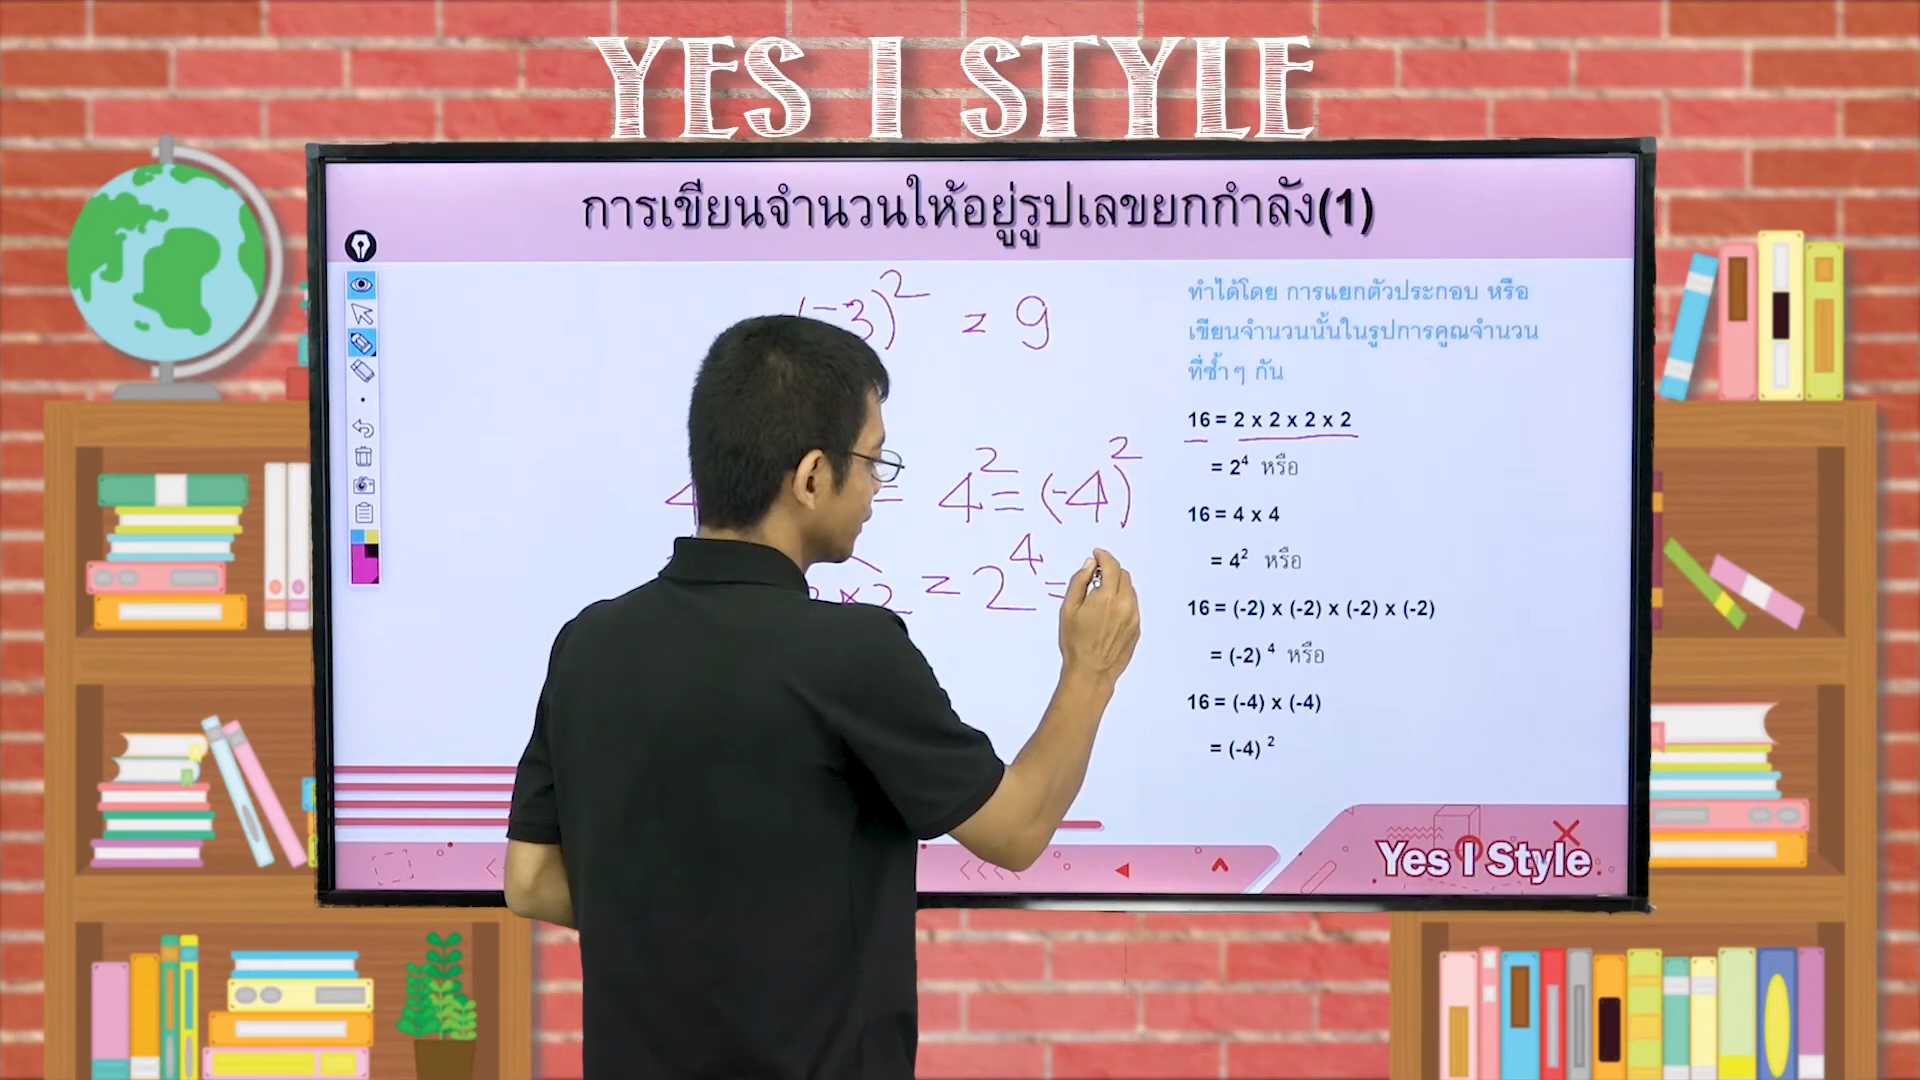 YES I STYLE
การเขียนจำนวนให้อยู่รูปเลขยกกำลัง(1)
(-3)² = 9
4 = 4² = (-4)²
×2 = 2⁴ =
ทำได้โดย การแยกตัวประกอบ หรือ
เขียนจำนวนนั้นในรูปการคูณจำนวน
ที่ซ้ำๆ กัน
16 = 2 x 2 x 2 x 2
= 2⁴ หรือ
16 = 4 x 4
= 4² หรือ
16 = (-2) x (-2) x (-2) x (-2)
= (-2) ⁴ หรือ
16 = (-4) x (-4)
= (-4) ²
Yes I Style